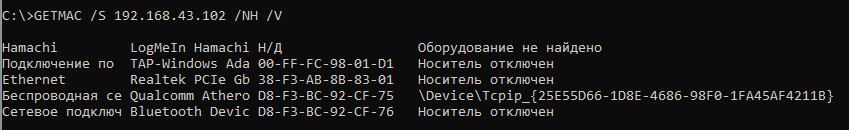 C:\>GETMAC /S 192.168.43.102 /NH /V
Hamachi LogMeIn Hamachi Н/Д Оборудование не найдено
Подключение по TAP-Windows Ada 00-FF-FC-98-01-D1 Носитель отключен
Ethernet Realtek PCIe Gb 38-F3-AB-8B-83-01 Носитель отключен
Беспроводная се Qualcomm Athero D8-F3-BC-92-CF-75 \Device\Tcpip_{25E55D66-1D8E-4686-98F0-1FA45AF4211B}
Сетевое подключ Bluetooth Devic D8-F3-BC-92-CF-76 Носитель отключен